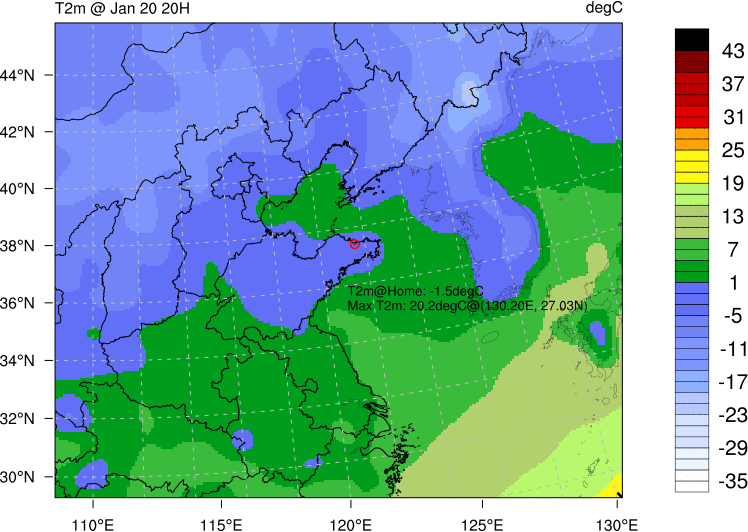 T2m @ Jan 20 20H
degC
44°N
42°N
40°N
38°N
36°N
34°N
32°N
30°N
110°E
115°E
120°E
125°E
130°E
T2m@Home: -1.5degC
Max T2m: 20.2degC@(130.20E, 27.03N)
43
37
31
25
19
13
7
1
-5
-11
-17
-23
-29
-35